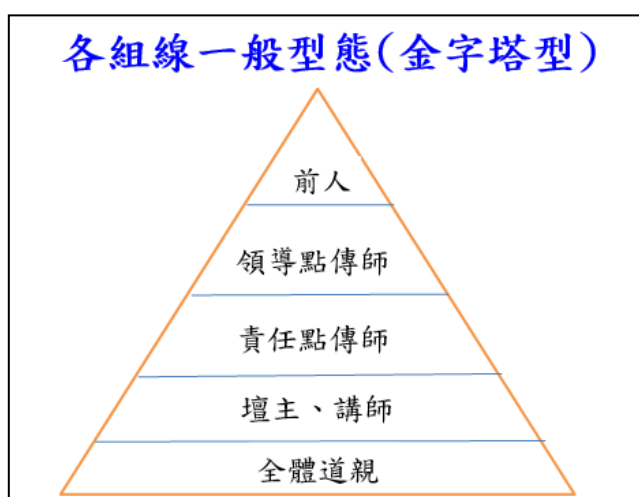 各組線一般型態(金字塔型)
前人
領導點傳師
責任點傳師
壇主、講師
全體道親